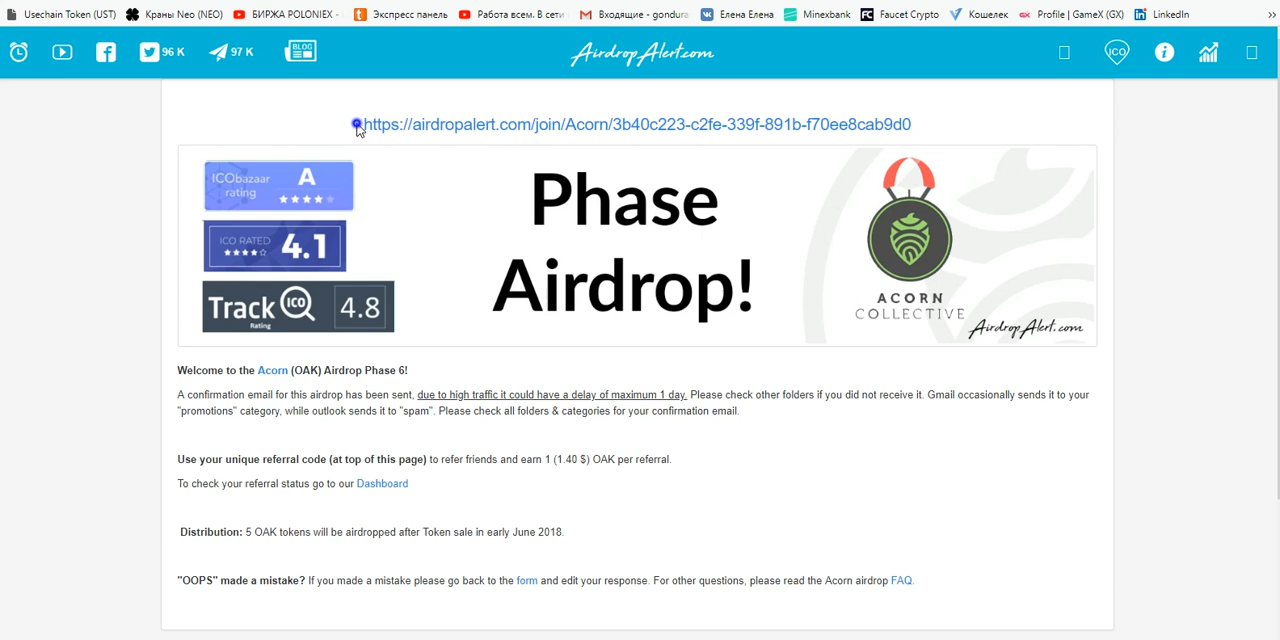 Usechain Token (UST) Краны Neo (NEO) БИРЖА POLONIEX - Экспресс панель Работа всем. В сети Входящие - gondura Елена Елена Minexbank Faucet Crypto Кошелек Profile | GameX (GX) LinkedIn »
96 K 97 K BLOG AirdropAlert.com ICO
https://airdropalert.com/join/Acorn/3b40c223-c2fe-339f-891b-f70ee8cab9d0
ICObazaar rating A
ICO RATED 4.1
Track ICO Rating 4.8
Phase
Airdrop!
ACORN
COLLECTIVE
AirdropAlert.com
Welcome to the Acorn (OAK) Airdrop Phase 6!
A confirmation email for this airdrop has been sent, due to high traffic it could have a delay of maximum 1 day. Please check other folders if you did not receive it. Gmail occasionally sends it to your
"promotions" category, while outlook sends it to "spam". Please check all folders & categories for your confirmation email.
Use your unique referral code (at top of this page) to refer friends and earn 1 (1.40 $) OAK per referral.
To check your referral status go to our Dashboard
Distribution: 5 OAK tokens will be airdropped after Token sale in early June 2018.
"OOPS" made a mistake? If you made a mistake please go back to the form and edit your response. For other questions, please read the Acorn airdrop FAQ.